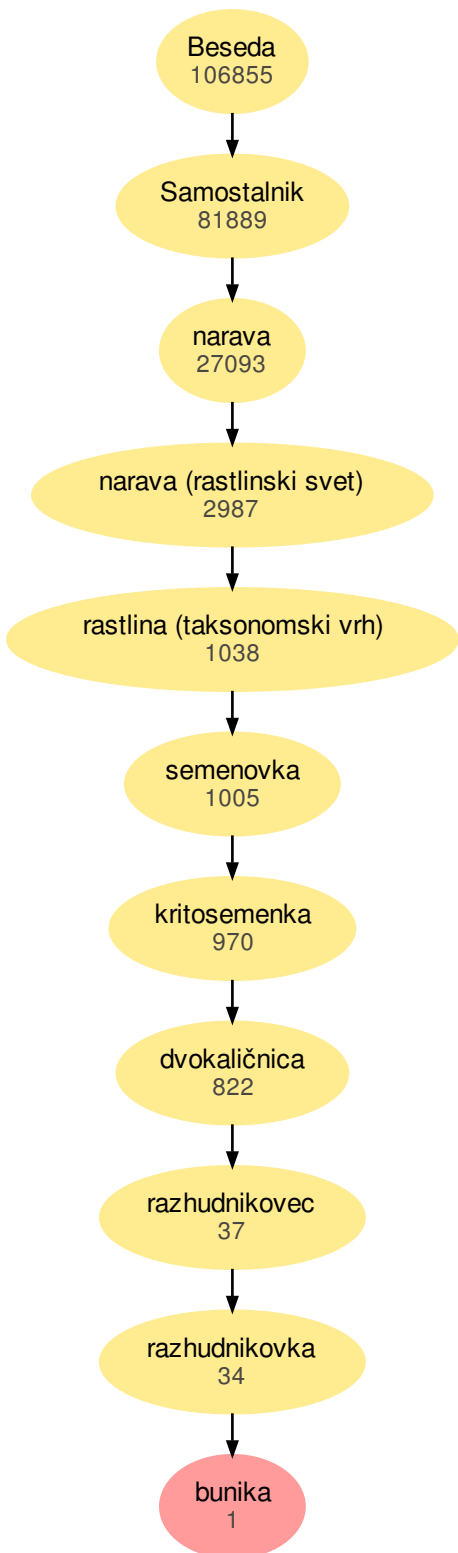 Beseda
106855
Samostalnik
81889
narava
27093
narava (rastlinski svet)
2987
rastlina (taksonomski vrh)
1038
semenovka
1005
kritosemenka
970
dvokaličnica
822
razhudnikovec
37
razhudnikovka
34
bunika
1